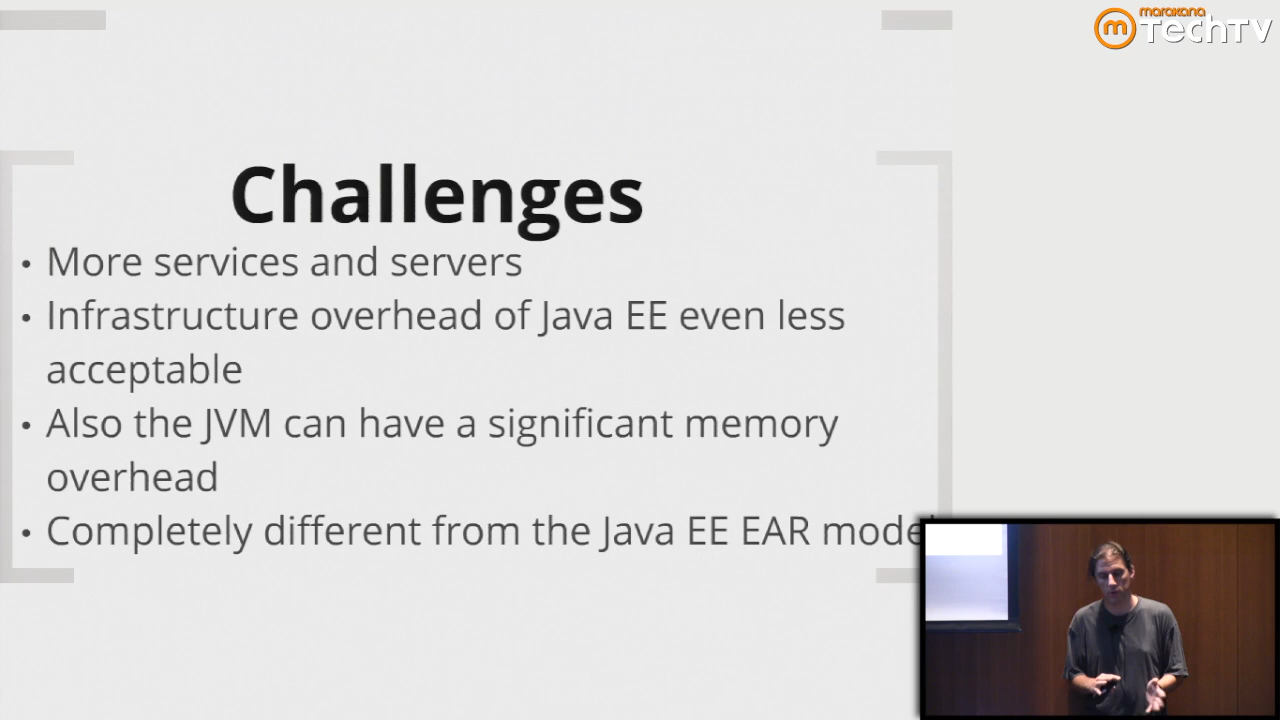 marakana
TechTV
Challenges
• More services and servers
• Infrastructure overhead of Java EE even less
acceptable
• Also the JVM can have a significant memory
overhead
• Completely different from the Java EE EAR mode